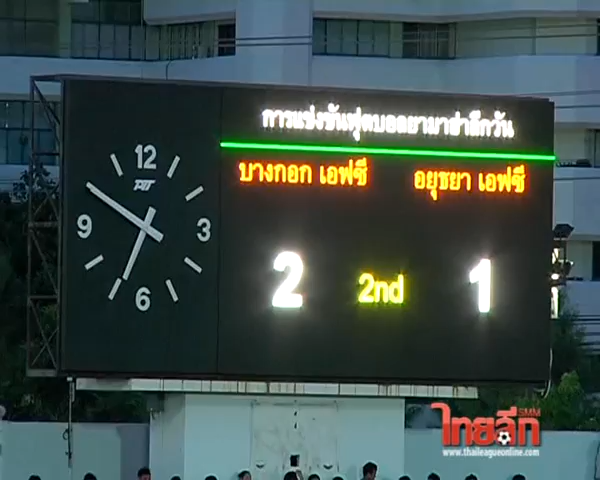 การแข่งขันฟุตบอลยามาฮ่าลีกวัน
บางกอก เอฟซี อยุธยา เอฟซี
12
3
6
9
2 2nd 1
ไทยลีก
SMM
www.thaileagueonline.com